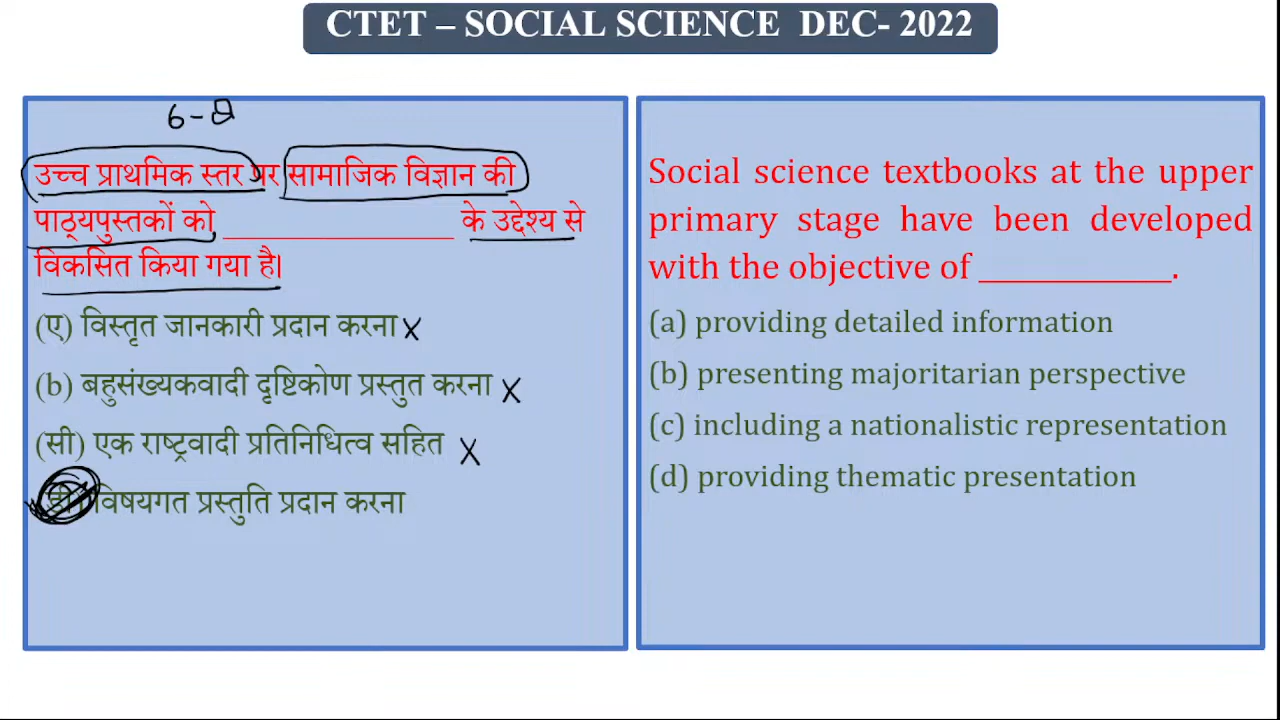 CTET – SOCIAL SCIENCE DEC- 2022
6-8
उच्च प्राथमिक स्तर पर सामाजिक विज्ञान की
पाठ्यपुस्तकों को ____________ के उद्देश्य से
विकसित किया गया है।
(ए) विस्तृत जानकारी प्रदान करना X
(b) बहुसंख्यकवादी दृष्टिकोण प्रस्तुत करना X
(सी) एक राष्ट्रवादी प्रतिनिधित्व सहित X
विषयगत प्रस्तुति प्रदान करना
Social science textbooks at the upper
primary stage have been developed
with the objective of ____________.
(a) providing detailed information
(b) presenting majoritarian perspective
(c) including a nationalistic representation
(d) providing thematic presentation